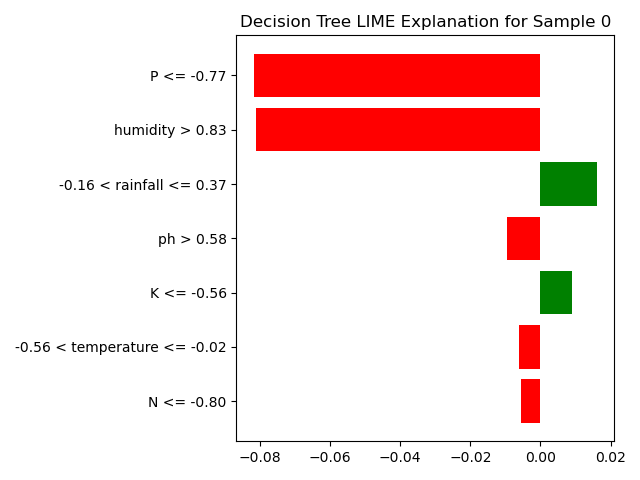 Decision Tree LIME Explanation for Sample 0
P <= -0.77
humidity > 0.83
-0.16 < rainfall <= 0.37
ph > 0.58
K <= -0.56
-0.56 < temperature <= -0.02
N <= -0.80
−0.08 −0.06 −0.04 −0.02 0.00 0.02